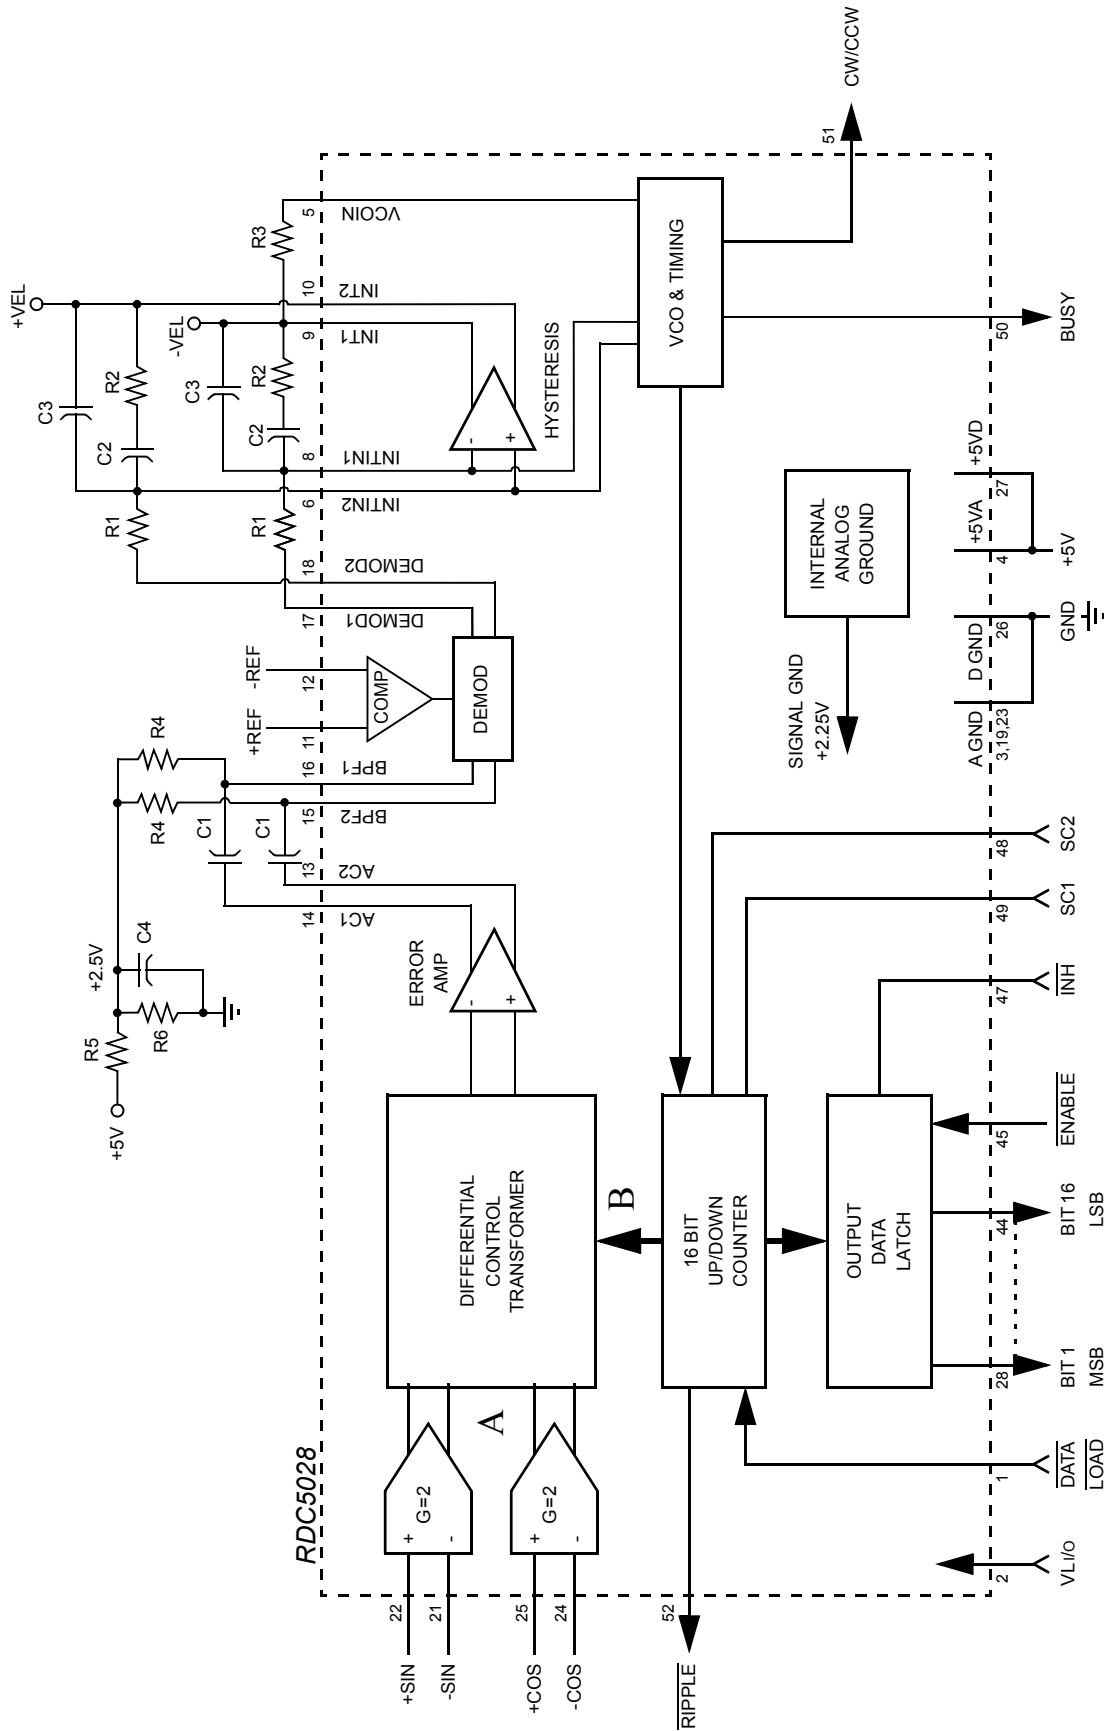 RDC5028
+SIN
22
-SIN
21
+COS
25
-COS
24
+
G=2
-
+
G=2
-
A
DIFFERENTIAL
CONTROL
TRANSFORMER
B
16 BIT
UP/DOWN
COUNTER
OUTPUT
DATA
LATCH
RIPPLE
52
+5V
R5
R6
C4
+2.5V
R4
R4
C1
C1
ERROR
AMP
-
+
14
AC1
13
AC2
15
BPF2
16
BPF1
11
+REF
12
-REF
COMP
DEMOD
17
DEMOD1
18
DEMOD2
R1
R1
6
INTIN2
8
INTIN1
C2
R2
C3
C2
R2
C3
-VEL
+VEL
9
INT1
10
INT2
R3
5
VCOIN
-
+
HYSTERESIS
VCO & TIMING
51
CW/CCW
50
BUSY
INTERNAL
ANALOG
GROUND
SIGNAL GND
+2.25V
A GND
3,19,23
D GND
26
GND
+5VA
4
+5V
+5VD
27
2
VLI/O
1
DATA
LOAD
28
BIT 1
MSB
44
BIT 16
LSB
45
ENABLE
47
INH
49
SC1
48
SC2